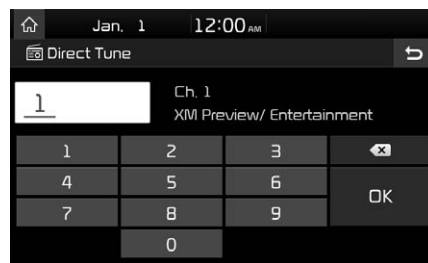 Jan. 1 12:00 AM
Direct Tune
1
Ch. 1
XM Preview/ Entertainment
1 2 3
4 5 6
OK
7 8 9
0